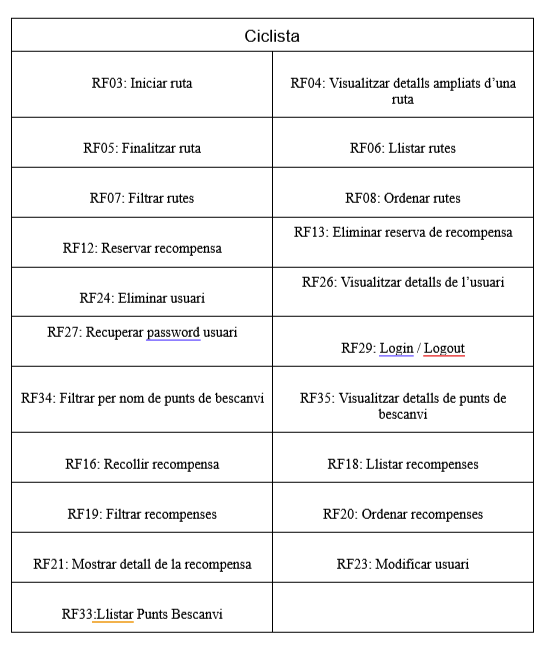 Ciclista
RF03: Iniciar ruta
RF04: Visualitzar detalls ampliats d’una
ruta
RF05: Finalitzar ruta
RF06: Llistar rutes
RF07: Filtrar rutes
RF08: Ordenar rutes
RF12: Reservar recompensa
RF13: Eliminar reserva de recompensa
RF24: Eliminar usuari
RF26: Visualitzar detalls de l’usuari
RF27: Recuperar password usuari
RF29: Login / Logout
RF34: Filtrar per nom de punts de bescanvi
RF35: Visualitzar detalls de punts de
bescanvi
RF16: Recollir recompensa
RF18: Llistar recompenses
RF19: Filtrar recompenses
RF20: Ordenar recompenses
RF21: Mostrar detall de la recompensa
RF23: Modificar usuari
RF33:Llistar Punts Bescanvi